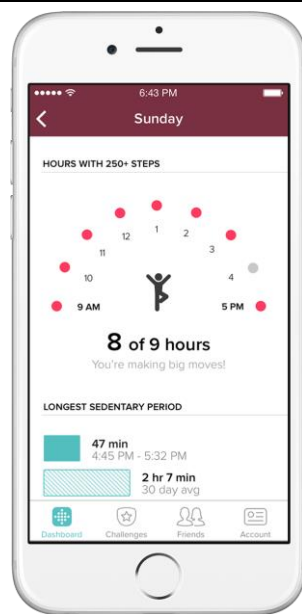 6:43 PM
Sunday
HOURS WITH 250+ STEPS
1
12
2
11
3
10
4
9 AM
5 PM
8 of 9 hours
You're making big moves!
LONGEST SEDENTARY PERIOD
47 min
4:45 PM - 5:32 PM
2 hr 7 min
30 day avg
Dashboard
Challenges
Friends
Account